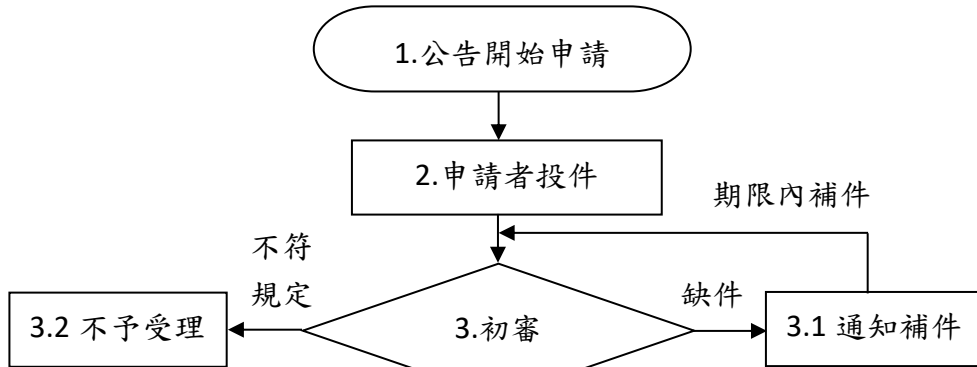 1.公告開始申請
2.申請者投件
期限內補件
不符
規定
缺件
3.2 不予受理
3.初審
3.1 通知補件